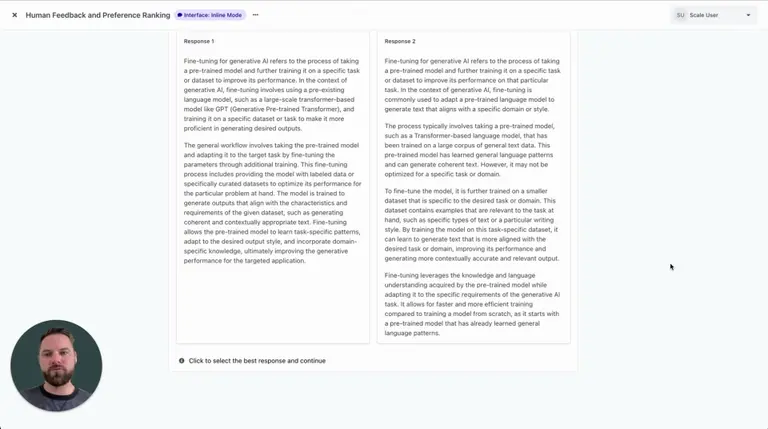 Human Feedback and Preference Ranking
Interface: Inline Mode
SU
Scale User
Response 1
Fine-tuning for generative AI refers to the process of taking
a pre-trained model and further training it on a specific task
or dataset to improve its performance. In the context of
generative AI, fine-tuning involves using a pre-existing
language model, such as a large-scale transformer-based
model like GPT (Generative Pre-trained Transformer), and
training it on a specific dataset or task to make it more
proficient in generating desired outputs.
The general workflow involves taking the pre-trained model
and adapting it to the target task by fine-tuning the
parameters through additional training. This fine-tuning
process includes providing the model with labeled data or
specifically curated datasets to optimize its performance for
the particular problem at hand. The model is trained to
generate outputs that align with the characteristics and
requirements of the given dataset, such as generating
coherent and contextually appropriate text. Fine-tuning
allows the pre-trained model to learn task-specific patterns,
adapt to the desired output style, and incorporate domain-
specific knowledge, ultimately improving the generative
performance for the targeted application.
Response 2
Fine-tuning for generative AI refers to the process of taking
a pre-trained model and further training it on a specific task
or dataset to improve its performance on that particular
task. In the context of generative AI, fine-tuning is
commonly used to adapt a pre-trained language model to
generate text that aligns with a specific domain or style.
The process typically involves taking a pre-trained model,
such as a Transformer-based language model, that has
been trained on a large corpus of general text data. This
pre-trained model has learned general language patterns
and can generate coherent text. However, it may not be
optimized for a specific task or domain.
To fine-tune the model, it is further trained on a smaller
dataset that is specific to the desired task or domain. This
dataset contains examples that are relevant to the task at
hand, such as specific types of text or a particular writing
style. By training the model on this task-specific dataset, it
can learn to generate text that is more aligned with the
desired task or domain, improving its performance and
generating more contextually accurate and relevant output.
Fine-tuning leverages the knowledge and language
understanding acquired by the pre-trained model while
adapting it to the specific requirements of the generative AI
task. It allows for faster and more efficient training
compared to training a model from scratch, as it starts with
a pre-trained model that has already learned general
language patterns.
Click to select the best response and continue